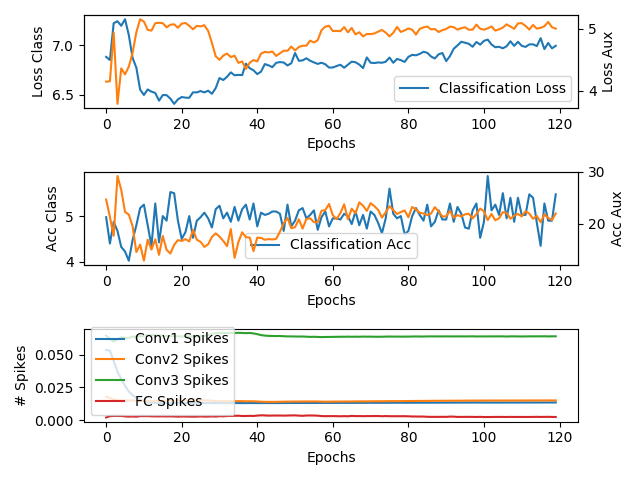 Loss Class
7.0
6.5
5
4
Loss Aux
Classification Loss
0 20 40 60 80 100 120
Epochs
Acc Class
5
4
30
20
Acc Aux
Classification Acc
0 20 40 60 80 100 120
Epochs
# Spikes
0.050
0.025
0.000
Conv1 Spikes
Conv2 Spikes
Conv3 Spikes
FC Spikes
0 20 40 60 80 100 120
Epochs